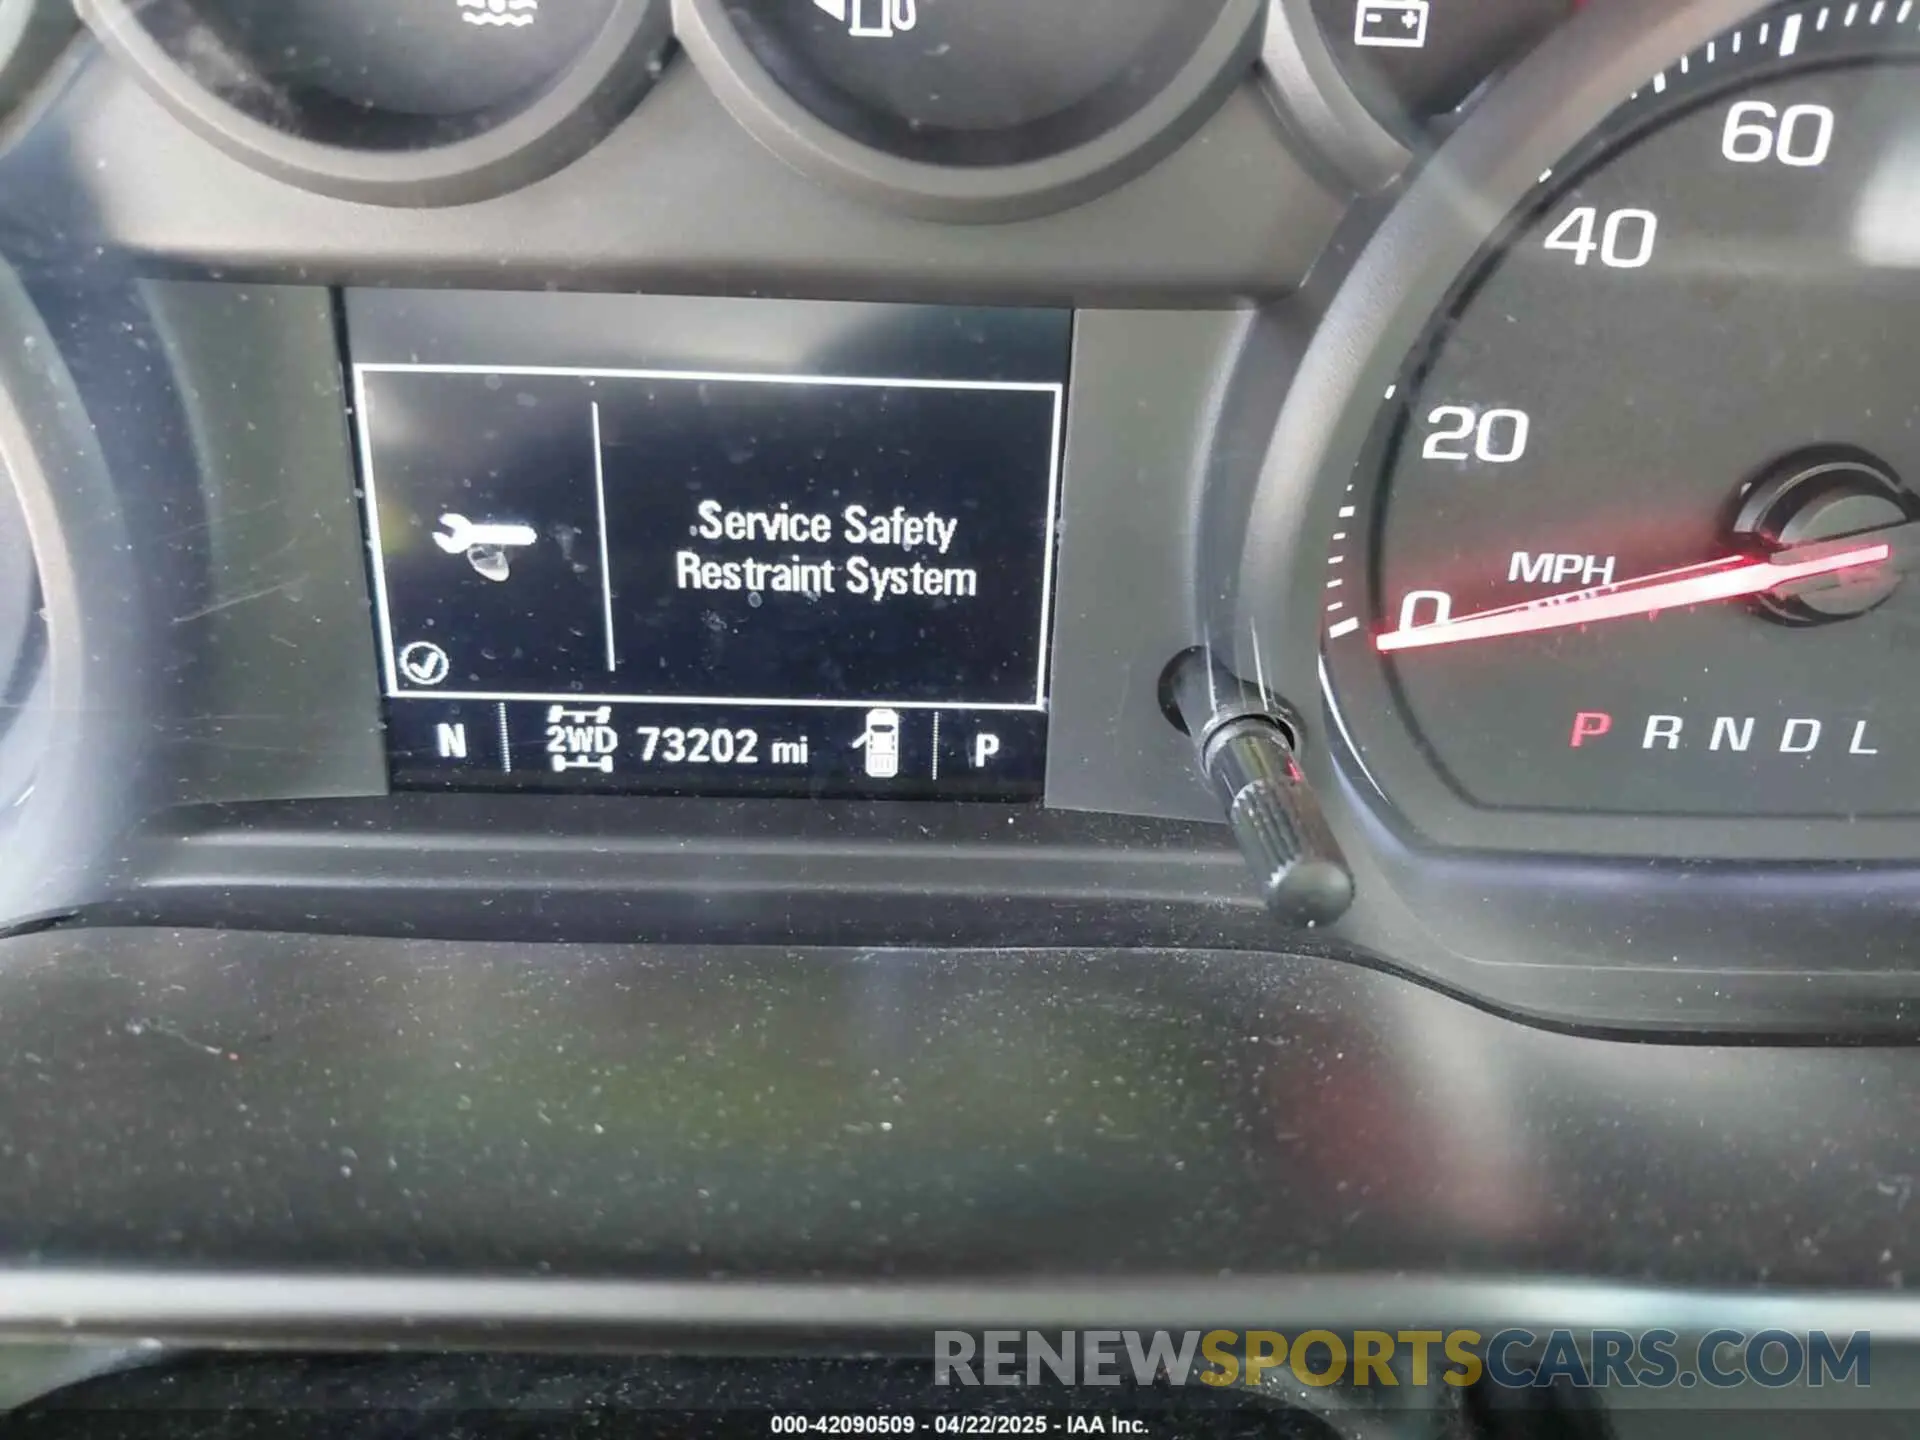 60
40
20
MPH
0
Service Safety
Restraint System
N 2WD 73202 mi P
P R N D L
RENEWSPORTSCARS.COM
000-42090509 - 04/22/2025 - IAA Inc.